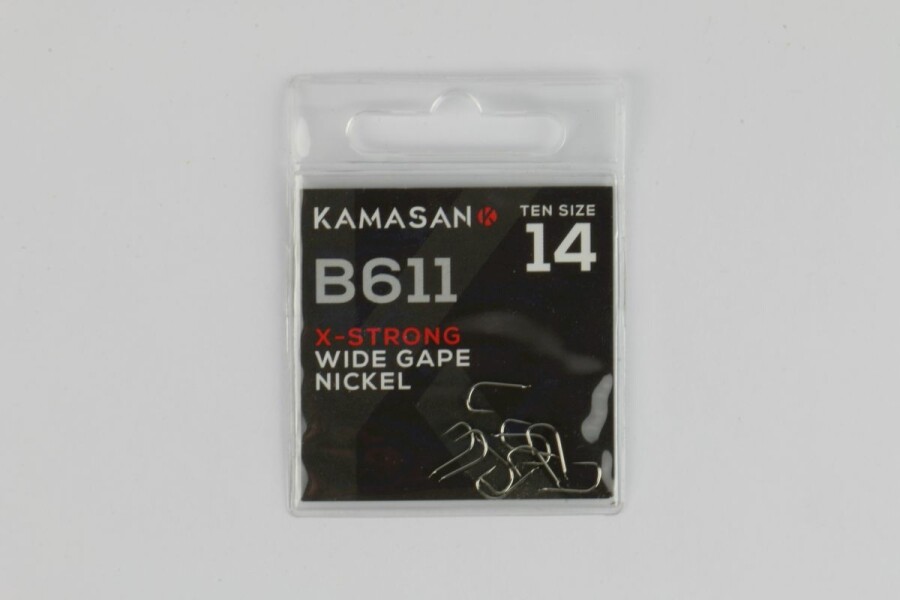 KAMASAN K
TEN SIZE
14
B611
X-STRONG
WIDE GAPE
NICKEL